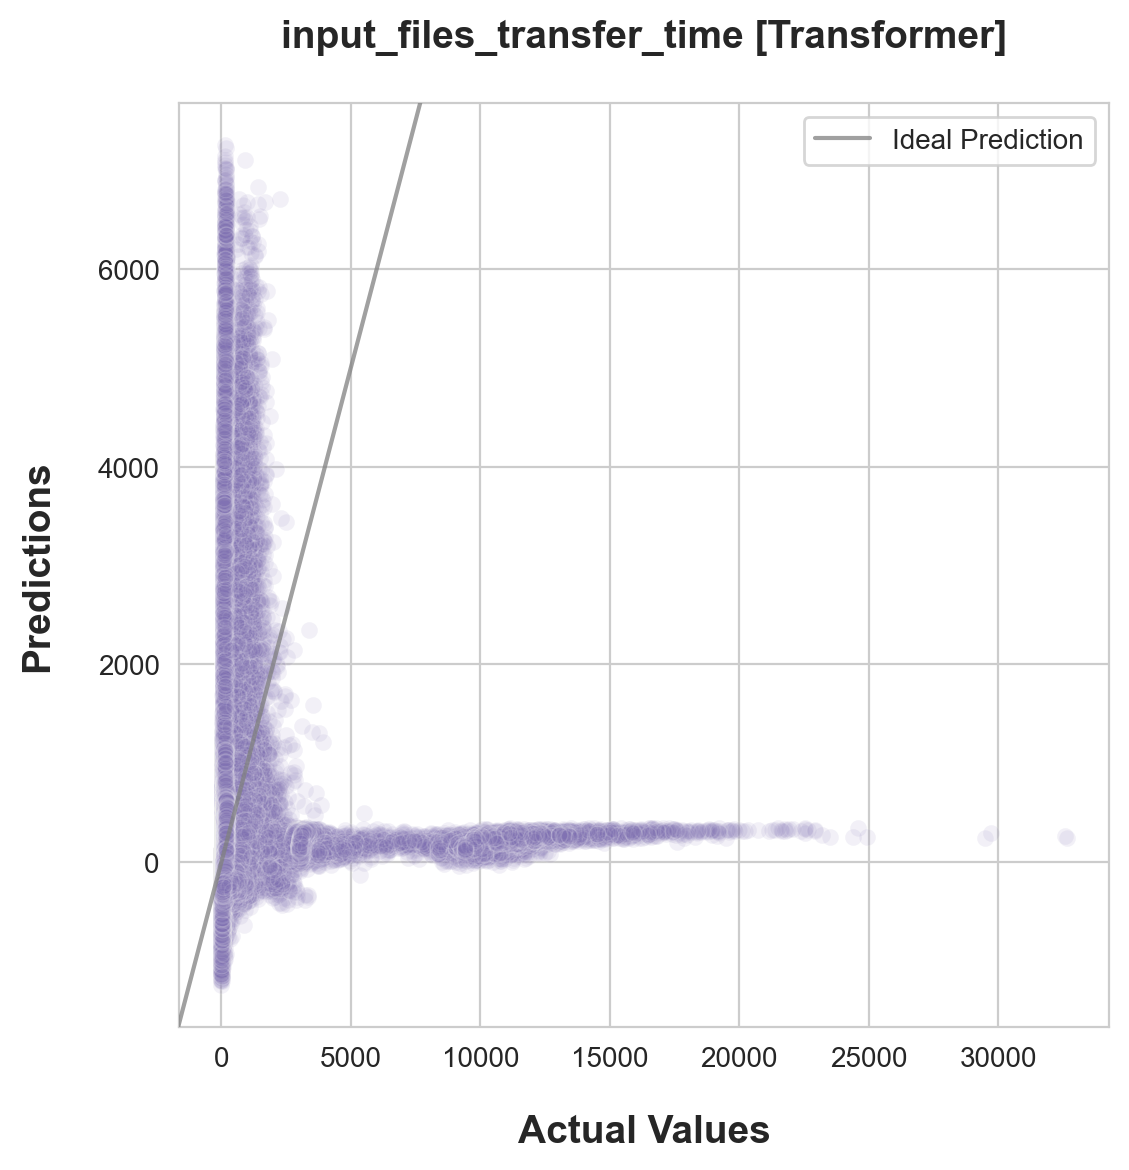 input_files_transfer_time [Transformer]
Ideal Prediction
6000
4000
2000
0
Predictions
0 5000 10000 15000 20000 25000 30000
Actual Values